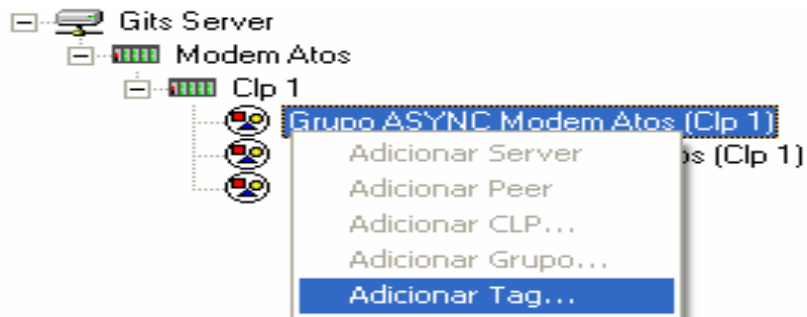 Gits Server
Modem Atos
Clp 1
Grupo ASYNC Modem Atos (Clp 1)
Adicionar Server
os (Clp 1)
Adicionar Peer
Adicionar CLP...
Adicionar Grupo...
Adicionar Tag...